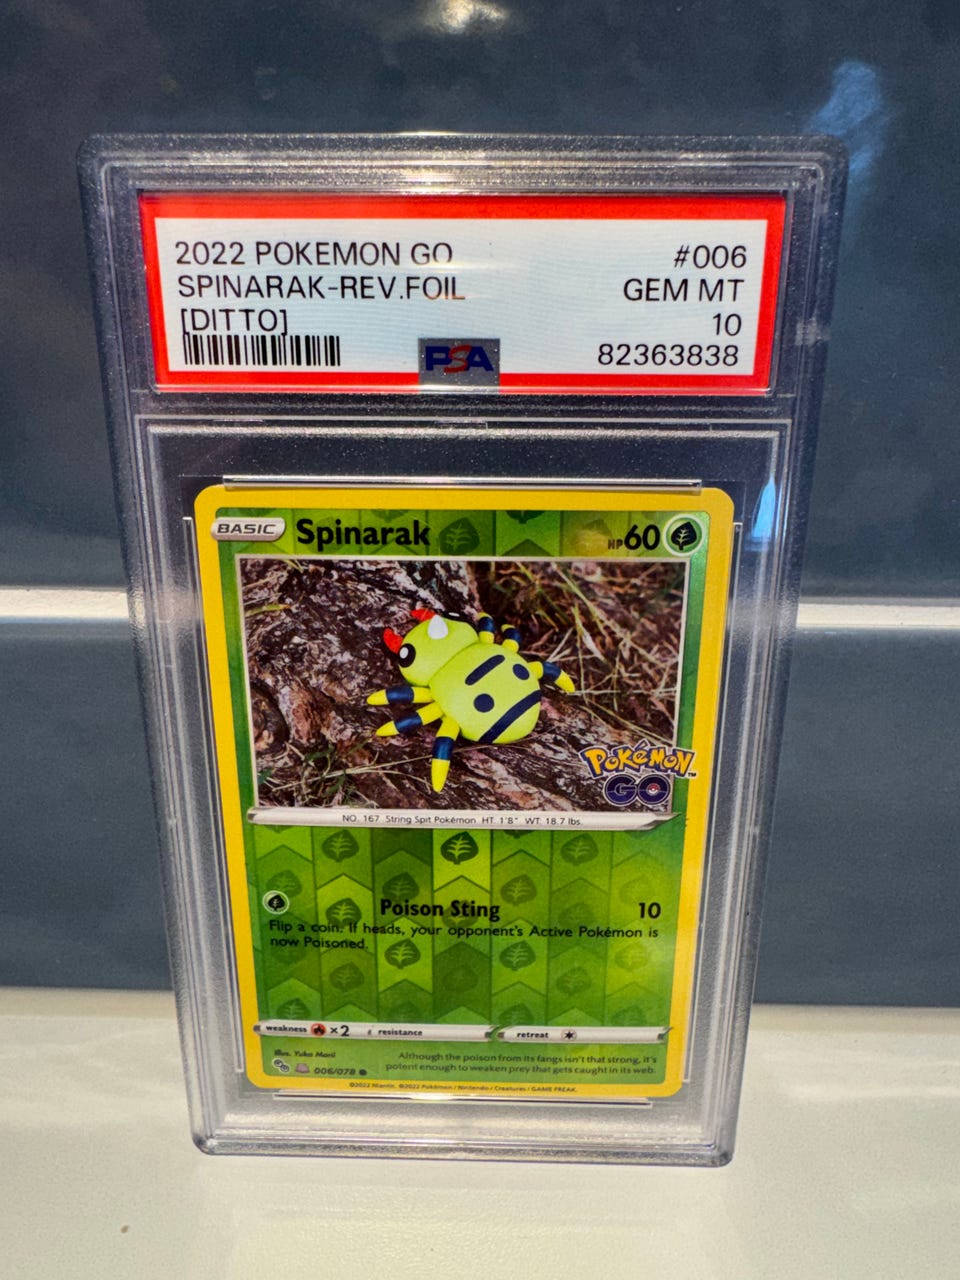 2022 POKEMON GO #006
SPINARAK-REV.FOIL GEM MT
[DITTO] 10
PSA 82363838
BASIC Spinarak HP 60
Pokémon
GO
™
NO. 167 String Spit Pokémon HT 1'8" WT: 18.7 lbs.
Poison Sting 10
Flip a coin. If heads, your opponent's Active Pokémon is
now Poisoned.
weakness ×2 resistance retreat
Illus. Yuka Morii
Although the poison from its fangs isn't that strong, it's
potent enough to weaken prey that gets caught in its web.
006/078
©2022 Niantic. ©2022 Pokémon / Nintendo / Creatures / GAME FREAK.